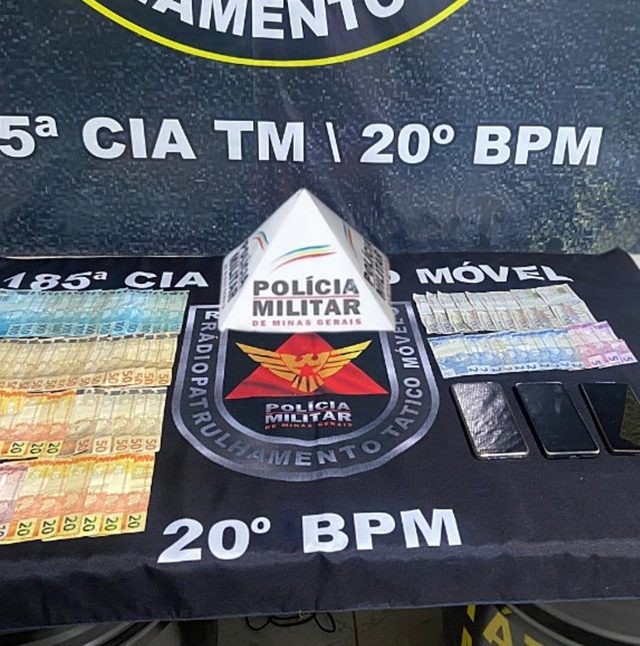 AMENTO
5ª CIA TM \ 20º BPM
185ª CIA O MÓVEL
POLÍCIA
MILITAR
DE MINAS GERAIS
RADIOPATRULHAMENTO TÁTICO MÓVEL
POLÍCIA
MILITAR
DE MINAS GERAIS
20º BPM